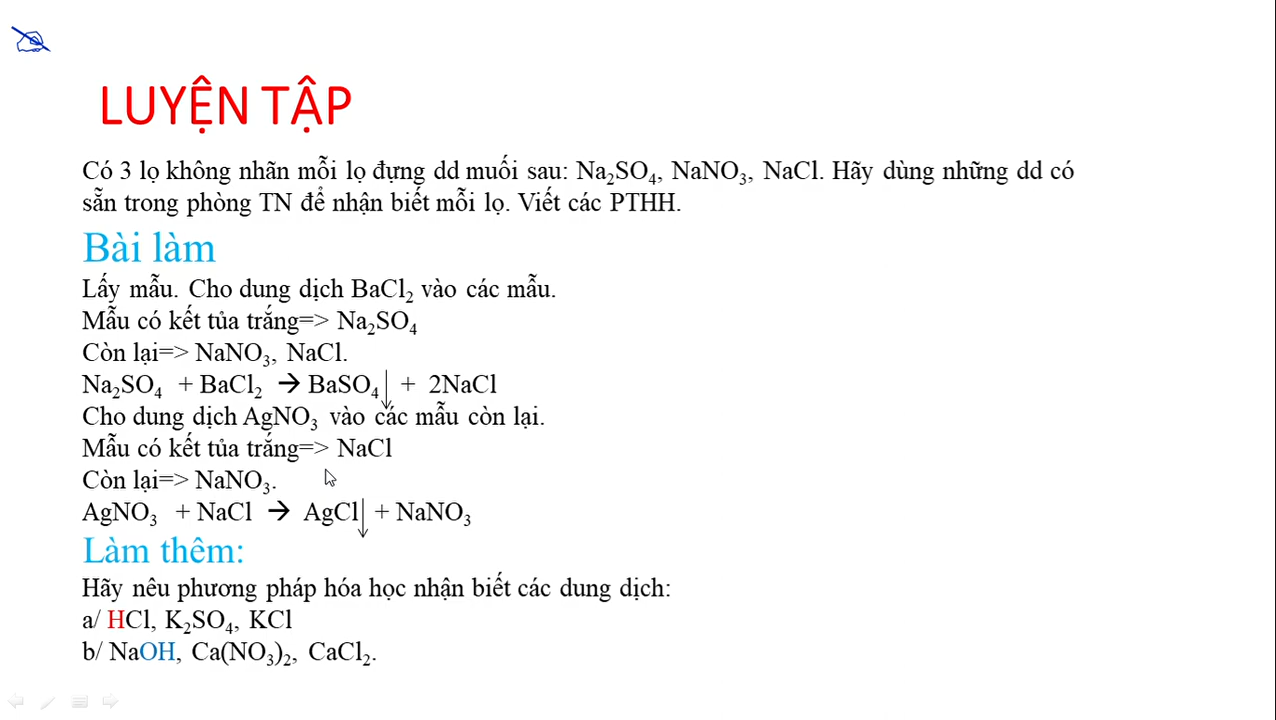 LUYỆN TẬP
Có 3 lọ không nhãn mỗi lọ đựng dd muối sau: Na₂SO₄, NaNO₃, NaCl. Hãy dùng những dd có
sẵn trong phòng TN để nhận biết mỗi lọ. Viết các PTHH.
Bài làm
Lấy mẫu. Cho dung dịch BaCl₂ vào các mẫu.
Mẫu có kết tủa trắng=> Na₂SO₄
Còn lại=> NaNO₃, NaCl.
Na₂SO₄ + BaCl₂ → BaSO₄↓ + 2NaCl
Cho dung dịch AgNO₃ vào các mẫu còn lại.
Mẫu có kết tủa trắng=> NaCl
Còn lại=> NaNO₃.
AgNO₃ + NaCl → AgCl↓ + NaNO₃
Làm thêm:
Hãy nêu phương pháp hóa học nhận biết các dung dịch:
a/ HCl, K₂SO₄, KCl
b/ NaOH, Ca(NO₃)₂, CaCl₂.